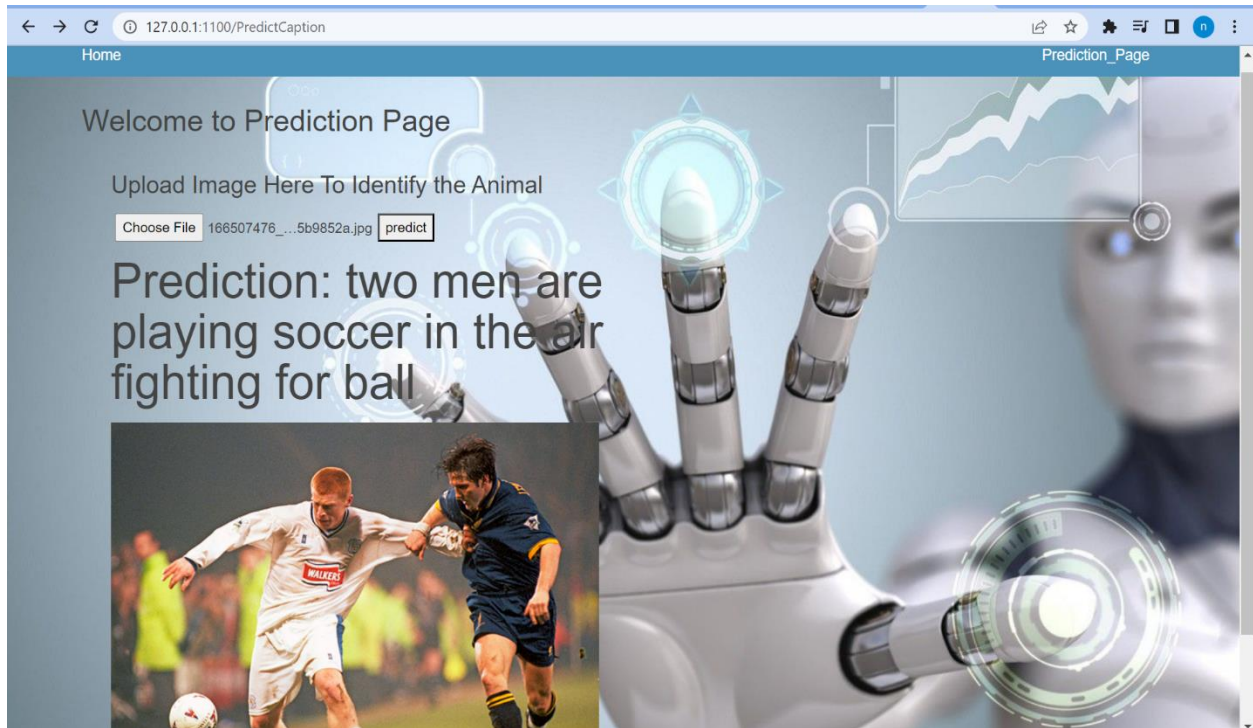 127.0.0.1:1100/PredictCaption
n
Home
Prediction_Page
Welcome to Prediction Page
Upload Image Here To Identify the Animal
Choose File 166507476_...5b9852a.jpg predict
Prediction: two men are
playing soccer in the air
fighting for ball
WALKERS